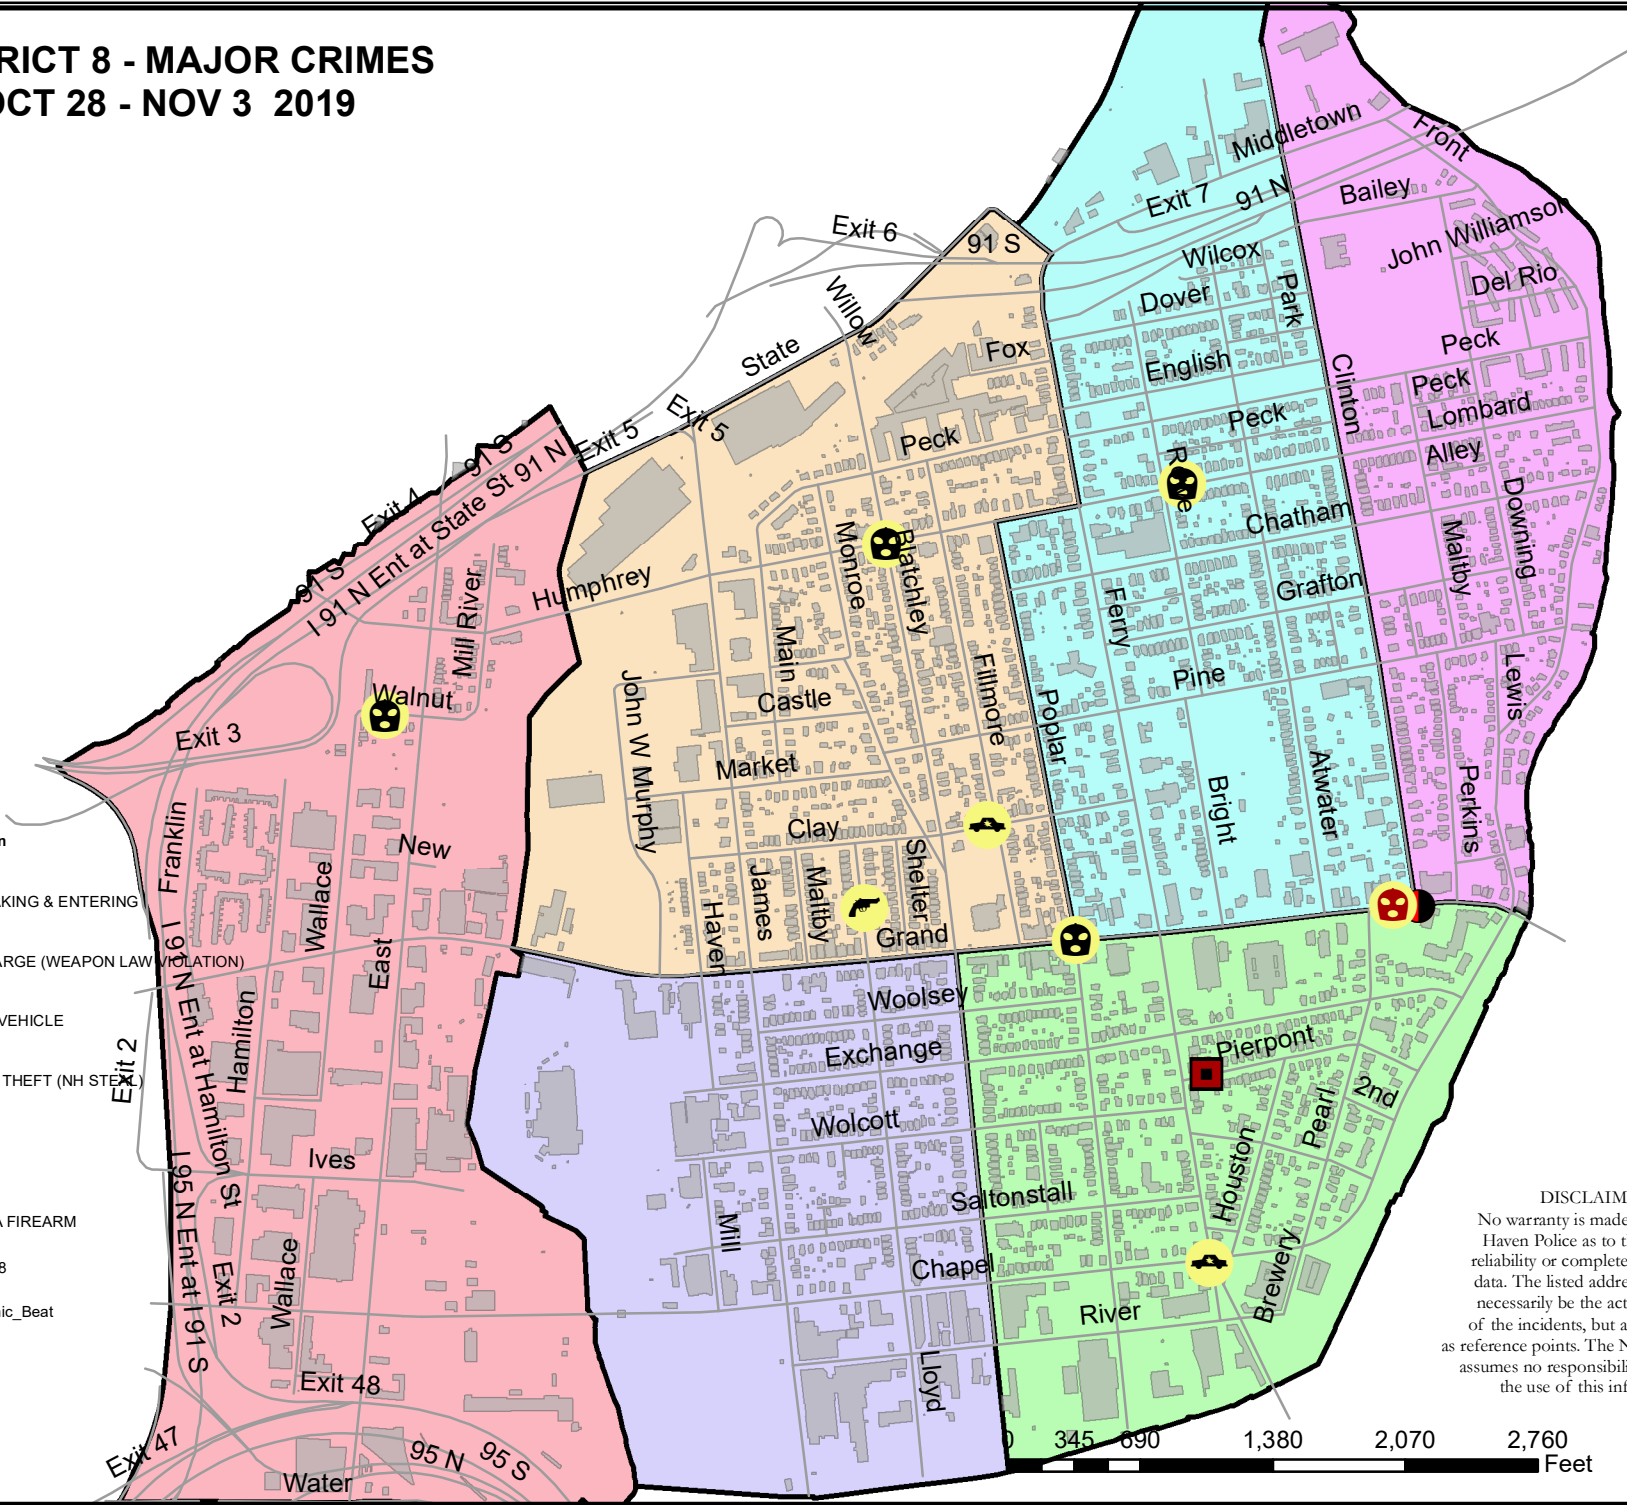 RICT 8 - MAJOR CRIMES
OCT 28 - NOV 3 2019
Middletown
Front
Exit 7
91 N
Bailey
Exit 6
91 S
Wilcox
John Williamson
Willow
Dover
Park
Del Rio
State
Fox
English
Peck
Clinton
Peck
Exit 5
Exit 5
Peck
Peck
Lombard
91 S
Alley
I 91 N Ent at State St 91 N
Exit 4
Chatham
Downing
Monroe
Blatchley
Maltby
91 S
Humphrey
Mill River
Grafton
Ferry
Main
Fillmore
Pine
Lewis
Walnut
Castle
John W Murphy
Poplar
Exit 3
Market
Bright
Atwater
Perkins
Franklin
Clay
New
Shelter
Wallace
James
Maltby
KING & ENTERING
Haven
Grand
East
ARGE (WEAPON LAW VIOLATION)
I 91 N Ent at Hamilton St
Woolsey
Hamilton
VEHICLE
Exchange
Pierpont
Exit 2
THEFT (NH STEAL)
2nd
Pearl
Wolcott
Ives
Houston
Saltonstall
I 95 N Ent at I 91 S
A FIREARM
Mill
Exit 2
Wallace
Chapel
Brewery
8
ic_Beat
River
Lloyd
Exit 48
Exit 47
95 N
95 S
Water
DISCLAIM
No warranty is made
Haven Police as to t
reliability or complete
data. The listed addre
necessarily be the act
of the incidents, but a
as reference points. The N
assumes no responsibili
the use of this inf
0 345 690 1,380 2,070 2,760
Feet